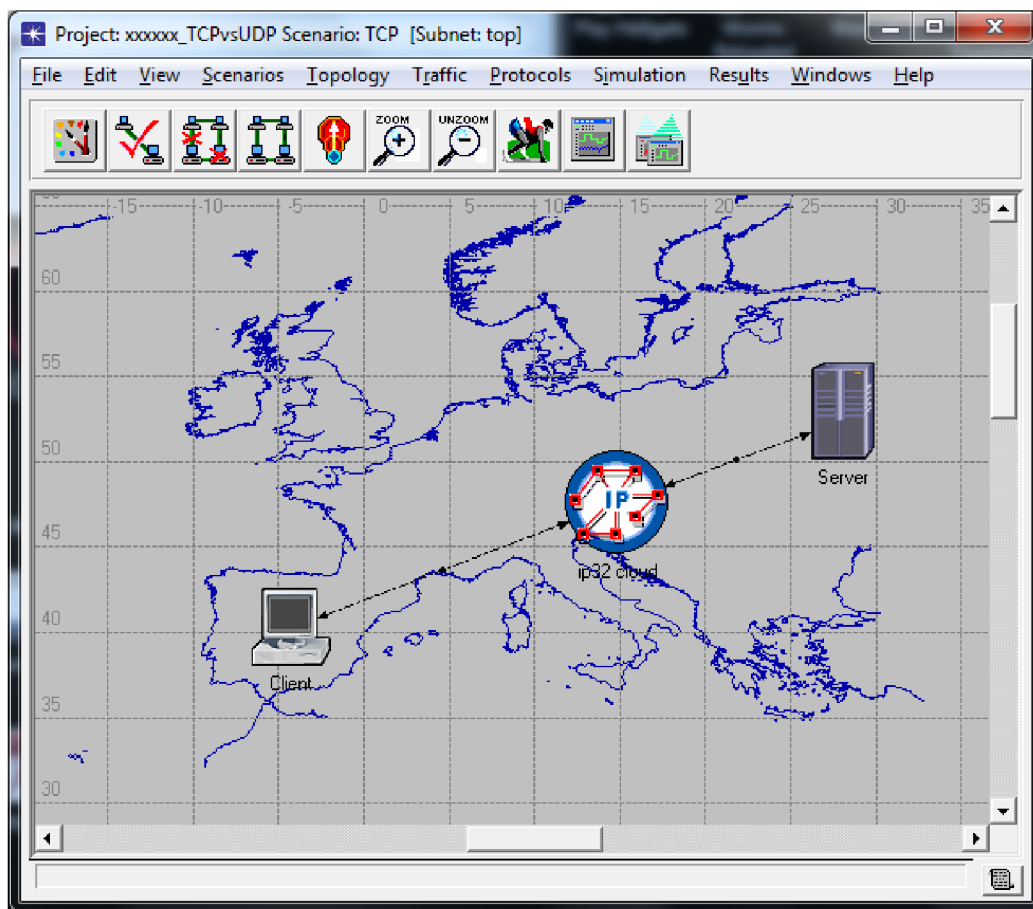 Project: xxxxxx_TCPvsUDP Scenario: TCP [Subnet: top]
File Edit View Scenarios Topology Traffic Protocols Simulation Results Windows Help
ZOOM UNZOOM
-15 -10 -5 0 5 10 15 20 25 30 35
60
55
50
Server
IP
45
ip32 cloud
40
Client
35
30